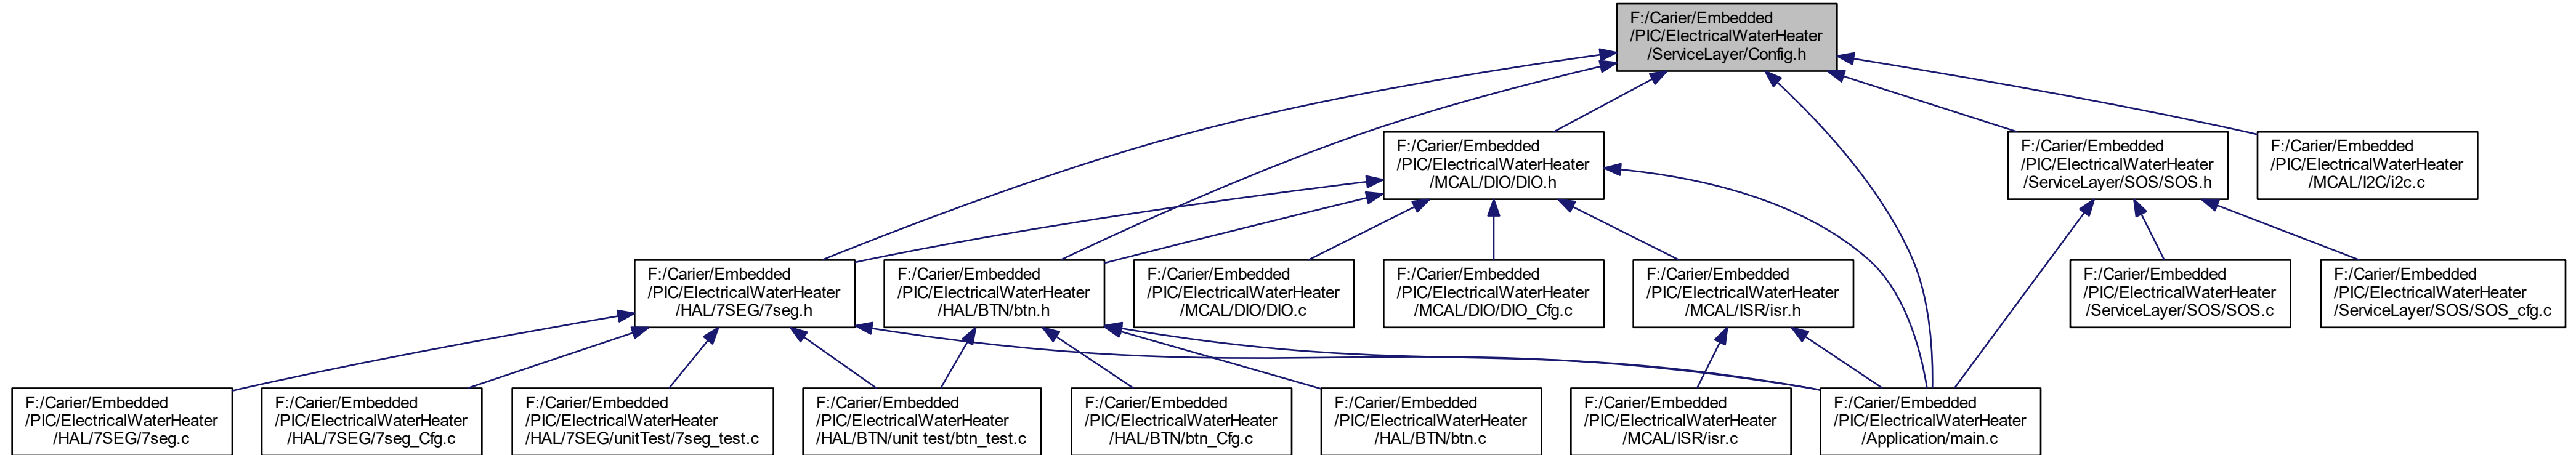 F:/Carier/Embedded
/PIC/ElectricalWaterHeater
/ServiceLayer/Config.h
F:/Carier/Embedded
/PIC/ElectricalWaterHeater
/MCAL/DIO/DIO.h
F:/Carier/Embedded
/PIC/ElectricalWaterHeater
/ServiceLayer/SOS/SOS.h
F:/Carier/Embedded
/PIC/ElectricalWaterHeater
/MCAL/I2C/i2c.c
F:/Carier/Embedded
/PIC/ElectricalWaterHeater
/HAL/7SEG/7seg.h
F:/Carier/Embedded
/PIC/ElectricalWaterHeater
/HAL/BTN/btn.h
F:/Carier/Embedded
/PIC/ElectricalWaterHeater
/MCAL/DIO/DIO.c
F:/Carier/Embedded
/PIC/ElectricalWaterHeater
/MCAL/DIO/DIO_Cfg.c
F:/Carier/Embedded
/PIC/ElectricalWaterHeater
/MCAL/ISR/isr.h
F:/Carier/Embedded
/PIC/ElectricalWaterHeater
/ServiceLayer/SOS/SOS.c
F:/Carier/Embedded
/PIC/ElectricalWaterHeater
/ServiceLayer/SOS/SOS_cfg.c
F:/Carier/Embedded
/PIC/ElectricalWaterHeater
/HAL/7SEG/7seg.c
F:/Carier/Embedded
/PIC/ElectricalWaterHeater
/HAL/7SEG/7seg_Cfg.c
F:/Carier/Embedded
/PIC/ElectricalWaterHeater
/HAL/7SEG/unitTest/7seg_test.c
F:/Carier/Embedded
/PIC/ElectricalWaterHeater
/HAL/BTN/unit test/btn_test.c
F:/Carier/Embedded
/PIC/ElectricalWaterHeater
/HAL/BTN/btn_Cfg.c
F:/Carier/Embedded
/PIC/ElectricalWaterHeater
/HAL/BTN/btn.c
F:/Carier/Embedded
/PIC/ElectricalWaterHeater
/MCAL/ISR/isr.c
F:/Carier/Embedded
/PIC/ElectricalWaterHeater
/Application/main.c